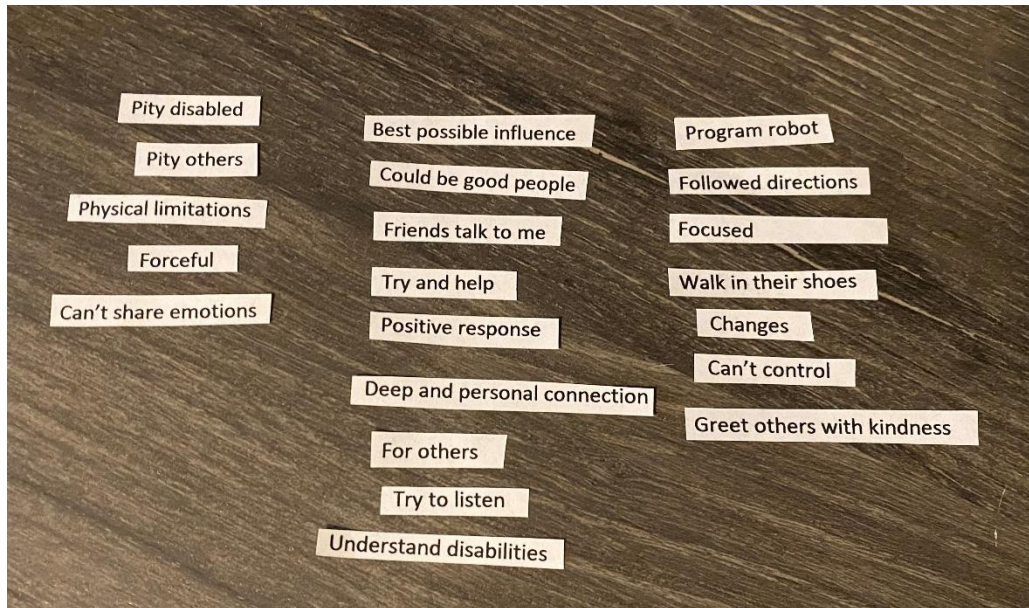 Pity disabled
Pity others
Physical limitations
Forceful
Can't share emotions
Best possible influence
Could be good people
Friends talk to me
Try and help
Positive response
Deep and personal connection
For others
Try to listen
Understand disabilities
Program robot
Followed directions
Focused
Walk in their shoes
Changes
Can't control
Greet others with kindness